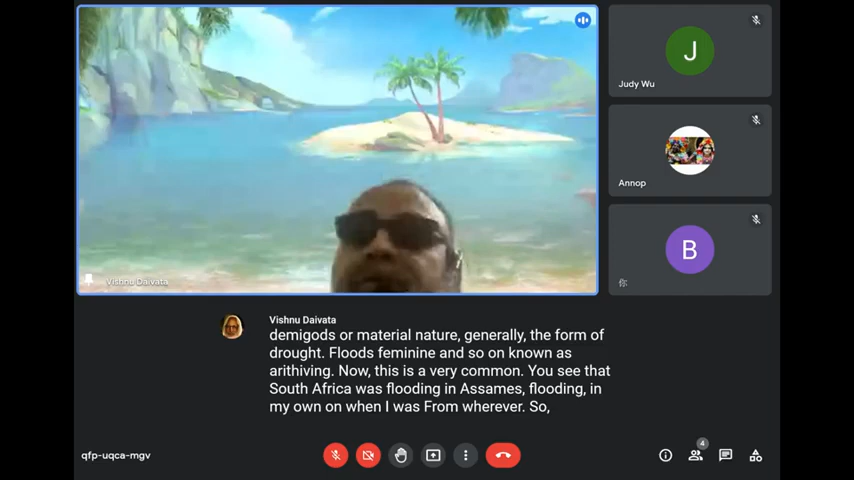 J
Judy Wu
Annop
B
你
Vishnu Daivata
Vishnu Daivata
demigods or material nature, generally, the form of
drought. Floods feminine and so on known as
arithiving. Now, this is a very common. You see that
South Africa was flooding in Assames, flooding, in
my own on when I was From wherever. So,
qfp-uqca-mgv
4